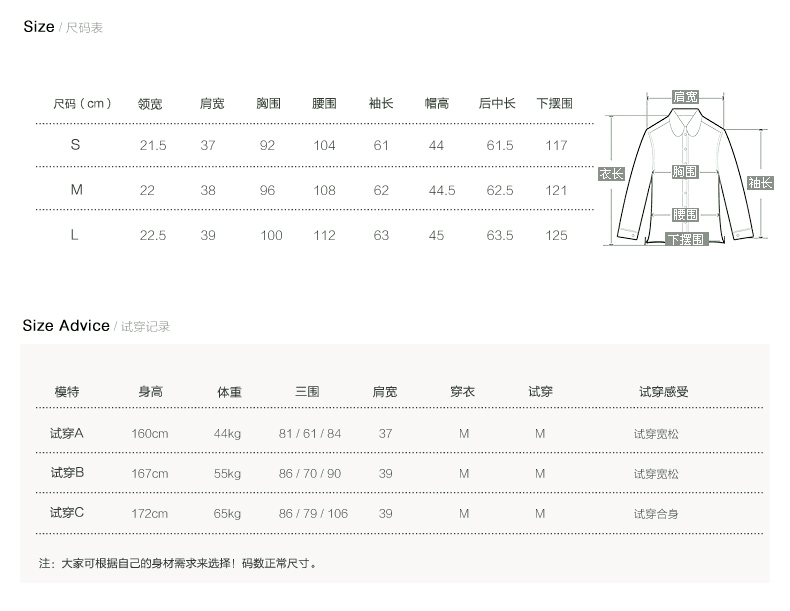 Size / 尺码表
尺码（cm） 领宽 肩宽 胸围 腰围 袖长 帽高 后中长 下摆围
S 21.5 37 92 104 61 44 61.5 117
M 22 38 96 108 62 44.5 62.5 121
L 22.5 39 100 112 63 45 63.5 125
肩宽
衣长
胸围
袖长
腰围
下摆围
Size Advice / 试穿记录
模特 身高 体重 三围 肩宽 穿衣 试穿 试穿感受
试穿A 160cm 44kg 81 / 61 / 84 37 M M 试穿宽松
试穿B 167cm 55kg 86 / 70 / 90 39 M M 试穿宽松
试穿C 172cm 65kg 86 / 79 / 106 39 M M 试穿合身
注：大家可根据自己的身材需求来选择！码数正常尺寸。